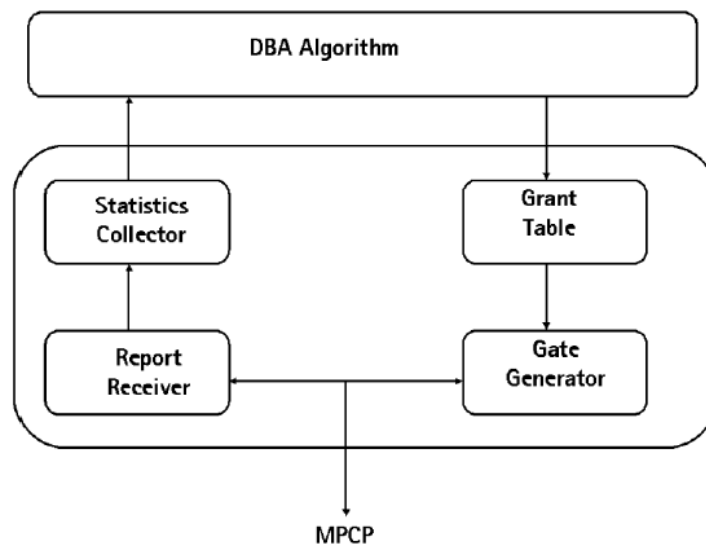 DBA Algorithm
Statistics
Collector
Grant
Table
Report
Receiver
Gate
Generator
MPCP